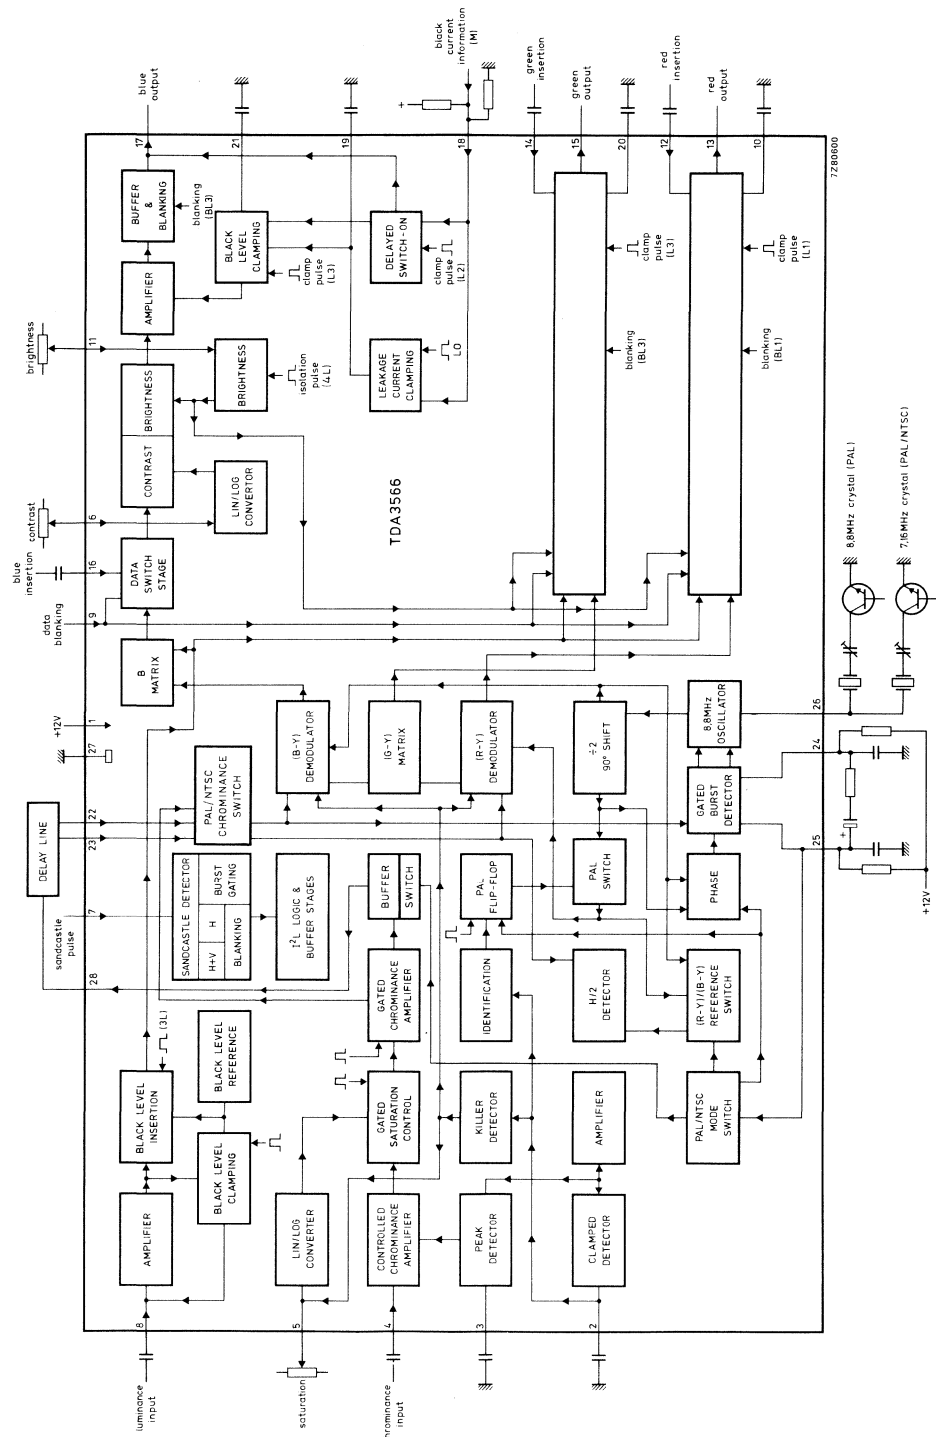 luminance
input
8
AMPLIFIER
BLACK LEVEL
CLAMPING
BLACK LEVEL
INSERTION
(3L)
BLACK LEVEL
REFERENCE
28
sandcastle
pulse
7
SANDCASTLE DETECTOR
H+V
H
BURST
GATING
BLANKING
I²L LOGIC &
BUFFER STAGES
DELAY LINE
23
22
PAL/NTSC
CHROMINANCE
SWITCH
27
+12V
1
B
MATRIX
data
blanking
9
blue
insertion
16
DATA
SWITCH
STAGE
contrast
6
CONTRAST
BRIGHTNESS
LIN/LOG
CONVERTOR
brightness
11
BRIGHTNESS
isolation
pulse
(4L)
AMPLIFIER
BUFFER
&
BLANKING
blanking
(BL3)
17
blue
output
BLACK
LEVEL
CLAMPING
clamp
pulse
(L3)
21
19
DELAYED
SWITCH-ON
clamp
pulse
(L2)
LEAKAGE
CURRENT
CLAMPING
L0
+
black
current
information
(M)
18
TDA3566
saturation
5
LIN/LOG
CONVERTER
chrominance
input
4
CONTROLLED
CHROMINANCE
AMPLIFIER
GATED
SATURATION
CONTROL
GATED
CHROMINANCE
AMPLIFIER
BUFFER
SWITCH
3
PEAK
DETECTOR
KILLER
DETECTOR
IDENTIFICATION
PAL
FLIP-FLOP
(B-Y)
DEMODULATOR
(G-Y)
MATRIX
(R-Y)
DEMODULATOR
2
CLAMPED
DETECTOR
AMPLIFIER
H/2
DETECTOR
PAL
SWITCH
÷2
90° SHIFT
PAL/NTSC
MODE
SWITCH
(R-Y)/(B-Y)
REFERENCE
SWITCH
PHASE
GATED
BURST
DETECTOR
8,8MHz
OSCILLATOR
25
24
26
+
+12V
8,8MHz crystal (PAL)
7,16MHz crystal (PAL/NTSC)
green
insertion
14
green
output
15
20
clamp
pulse
(L3)
blanking
(BL3)
red
insertion
12
red
output
13
10
clamp
pulse
(L1)
blanking
(BL1)
7Z80600